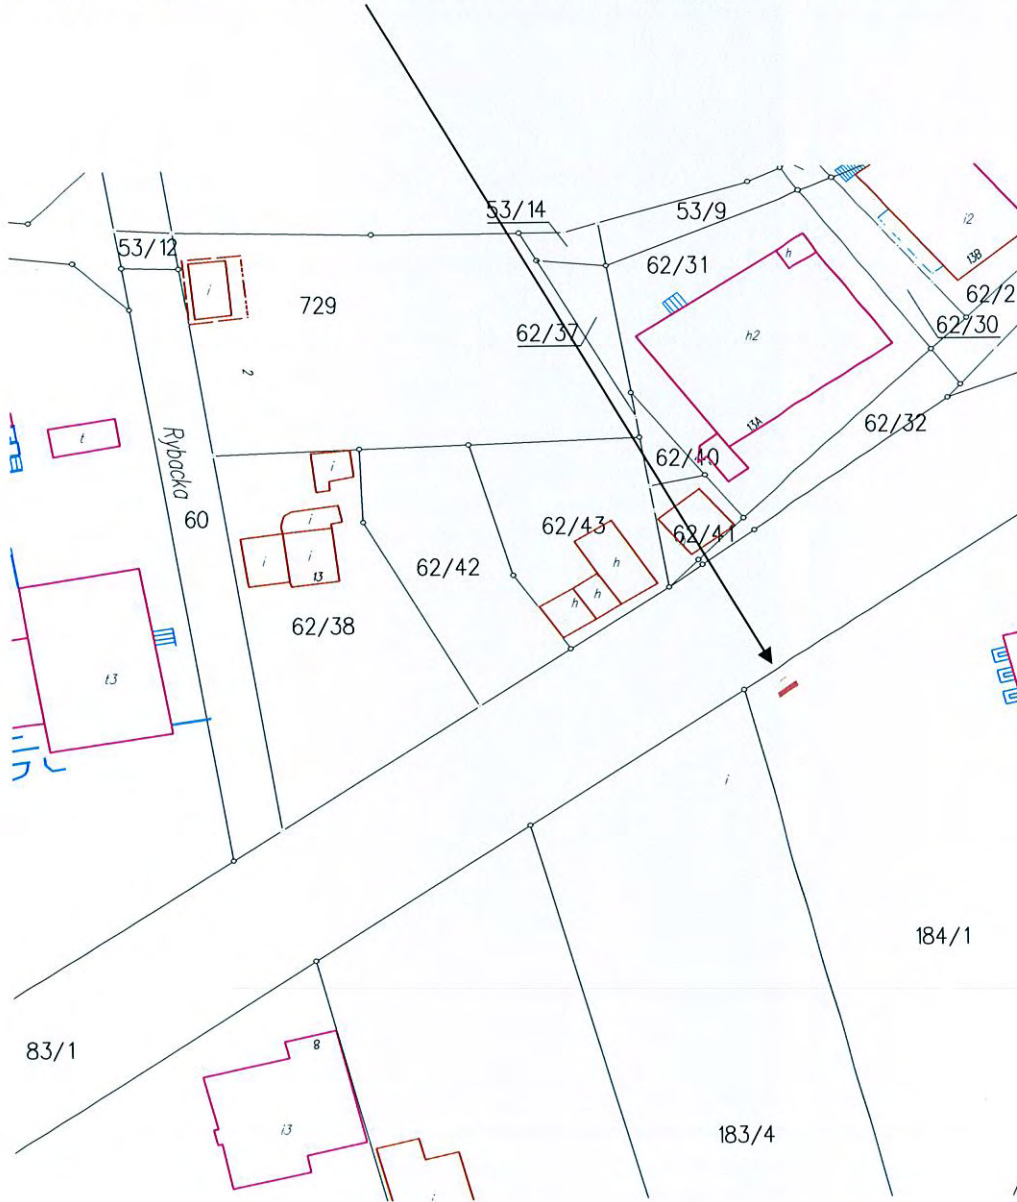 53/14
53/9
i2
13B
53/12
h
62/31
62/2
i
729
62/37
62/30
h2
2
13A
t
62/32
Rybacka
62/40
i
60
i
62/43
62/41
i
i
h
62/42
13
h
h
62/38
t3
i
184/1
83/1
8
i3
183/4
i